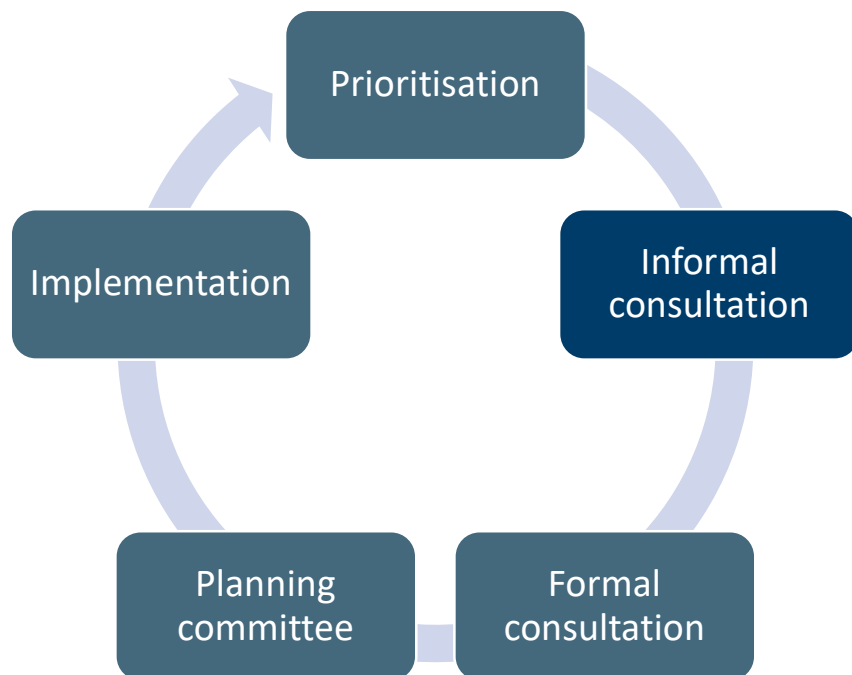 Prioritisation
Informal
consultation
Formal
consultation
Planning
committee
Implementation